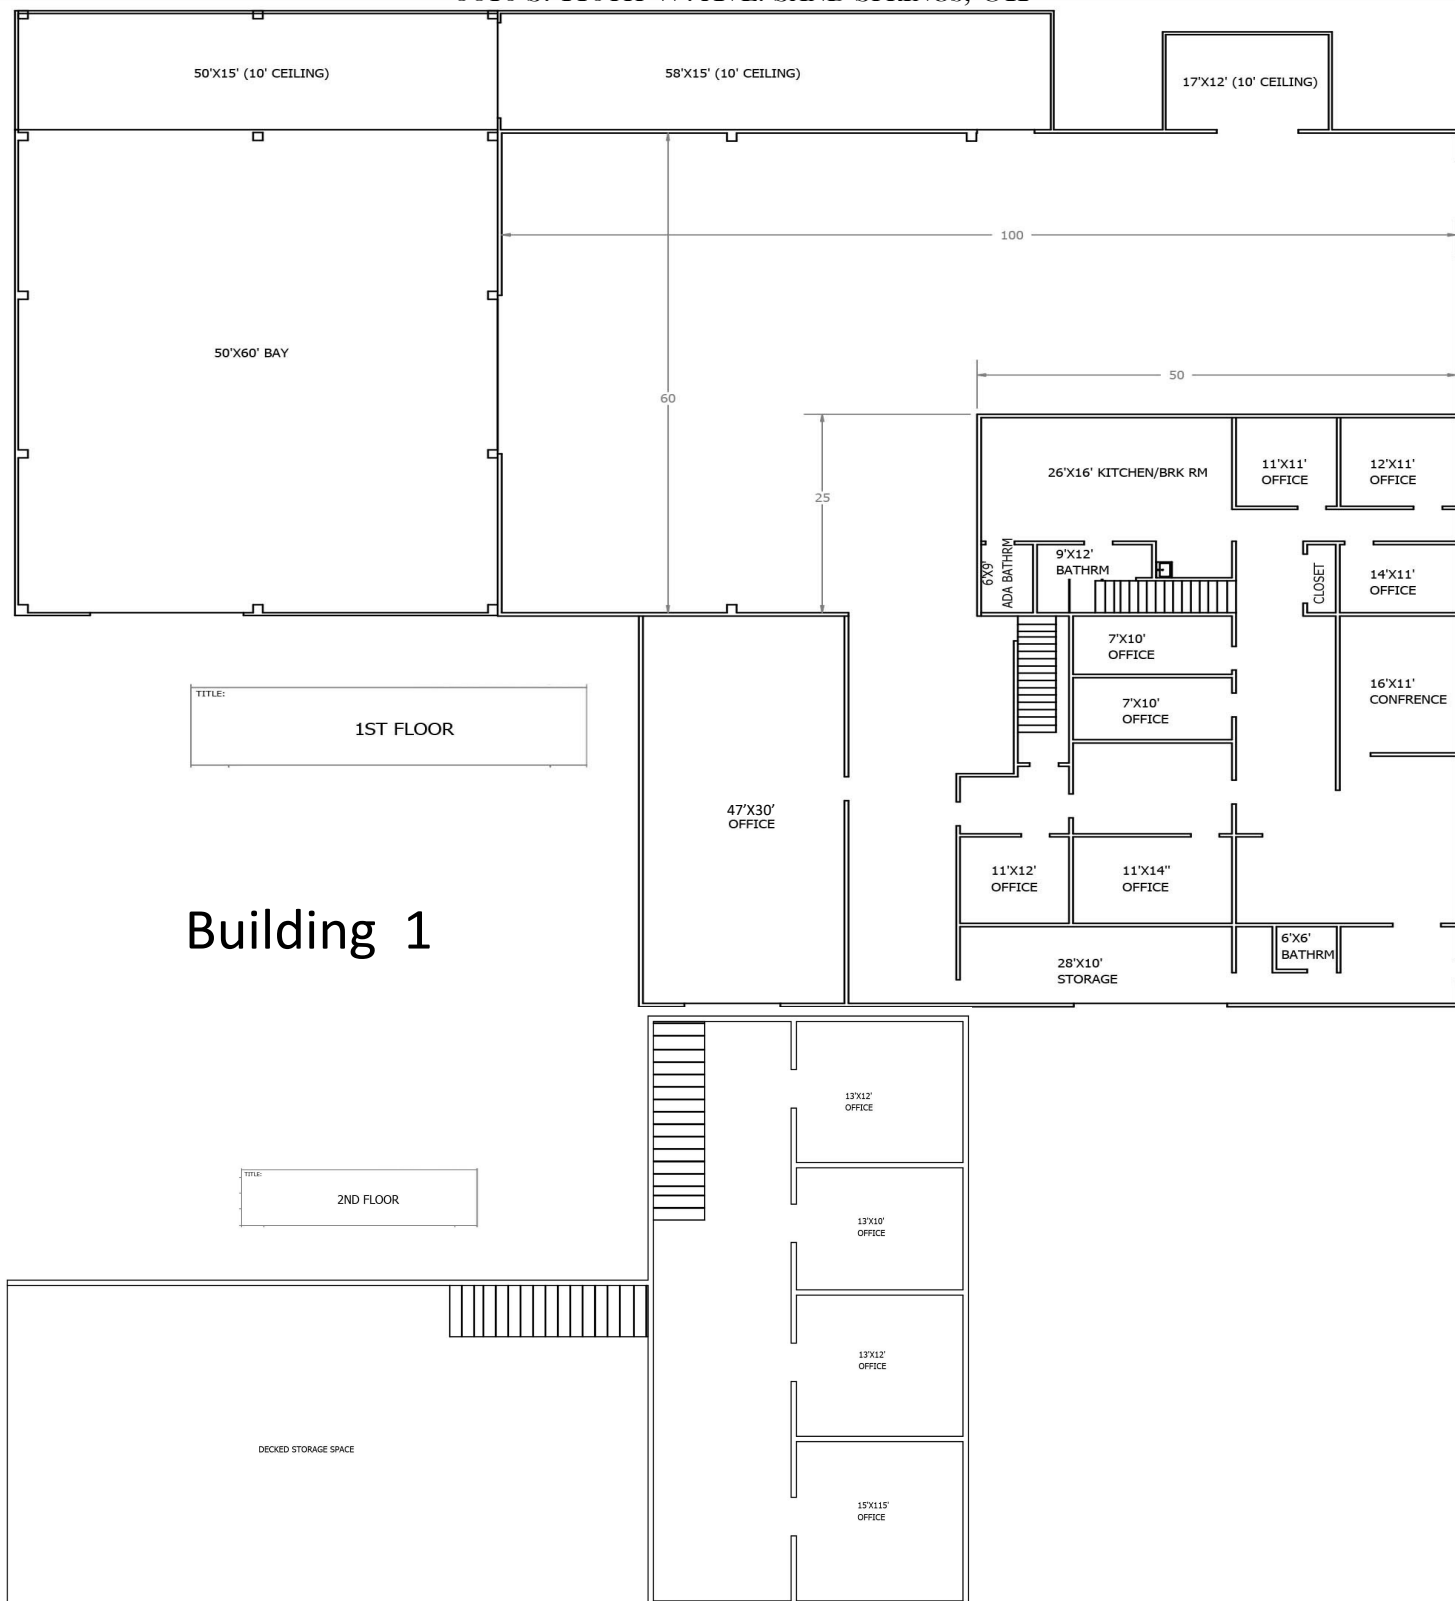 50'X15' (10' CEILING)
58'X15' (10' CEILING)
17'X12' (10' CEILING)
100
50'X60' BAY
50
60
25
26'X16' KITCHEN/BRK RM
11'X11'
OFFICE
12'X11'
OFFICE
6'X9'
ADA BATHRM
9'X12'
BATHRM
CLOSET
14'X11'
OFFICE
7'X10'
OFFICE
7'X10'
OFFICE
16'X11'
CONFRENCE
TITLE:
1ST FLOOR
47'X30'
OFFICE
11'X12'
OFFICE
11'X14"
OFFICE
Building 1
28'X10'
STORAGE
6'X6'
BATHRM
13'X12'
OFFICE
TITLE:
2ND FLOOR
13'X10'
OFFICE
13'X12'
OFFICE
DECKED STORAGE SPACE
15'X115'
OFFICE